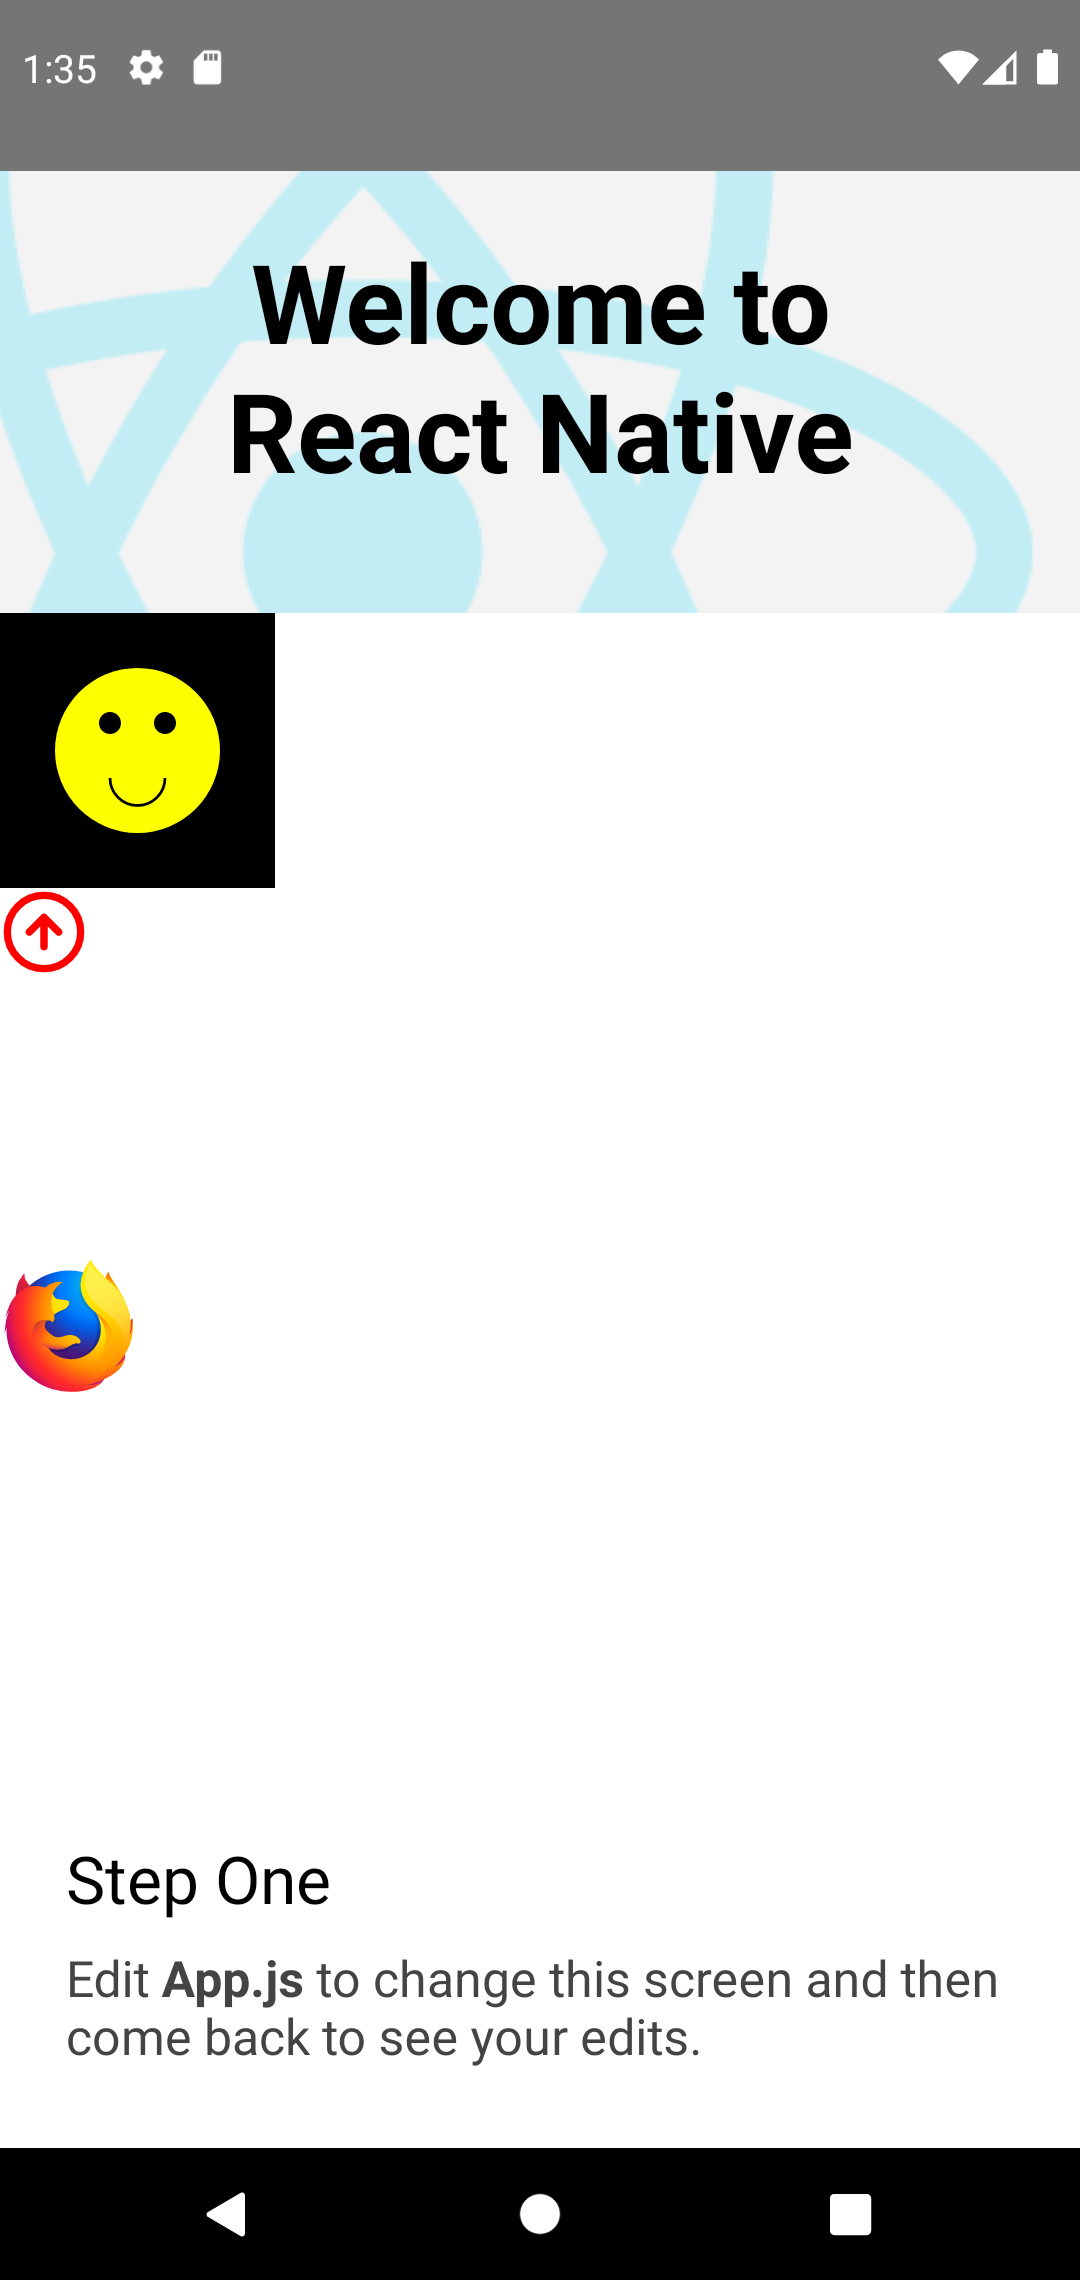 1:35
Welcome to
React Native
Step One
Edit App.js to change this screen and then
come back to see your edits.